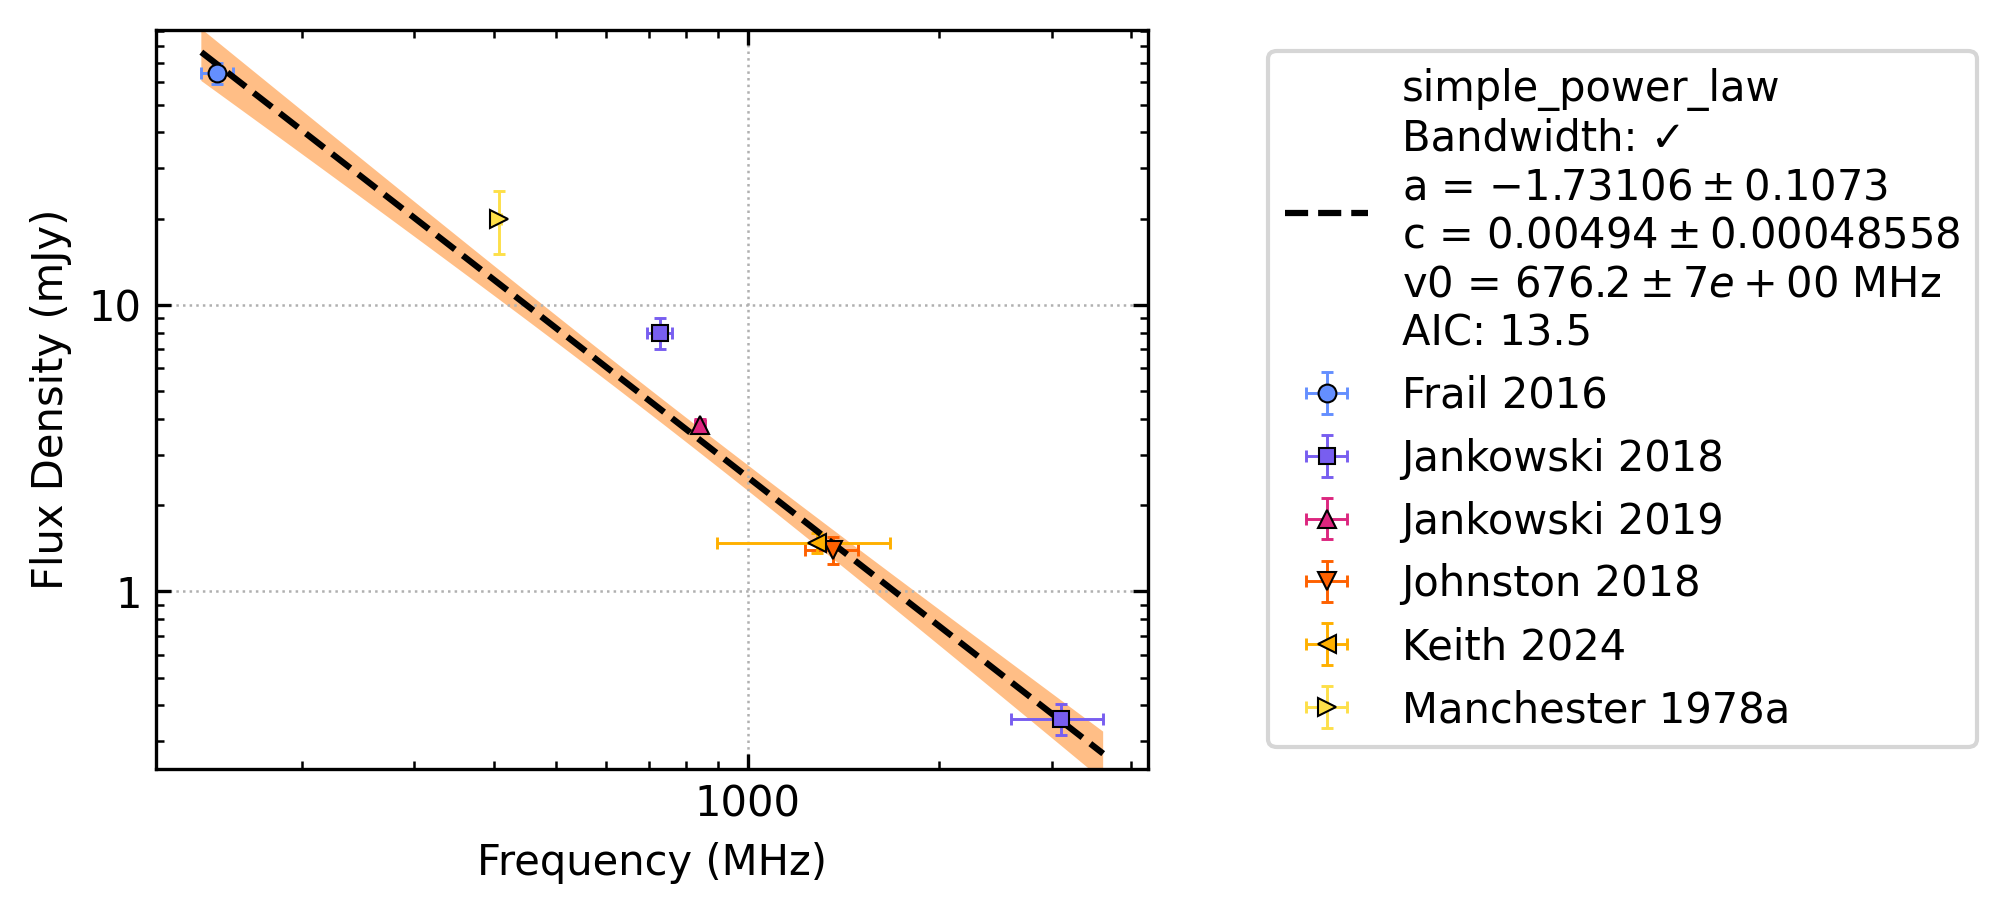 Flux Density (mJy)
10
1
1000
Frequency (MHz)
simple_power_law
Bandwidth: ✓
a = −1.73106 ± 0.1073
c = 0.00494 ± 0.00048558
v0 = 676.2 ± 7e + 00 MHz
AIC: 13.5
Frail 2016
Jankowski 2018
Jankowski 2019
Johnston 2018
Keith 2024
Manchester 1978a